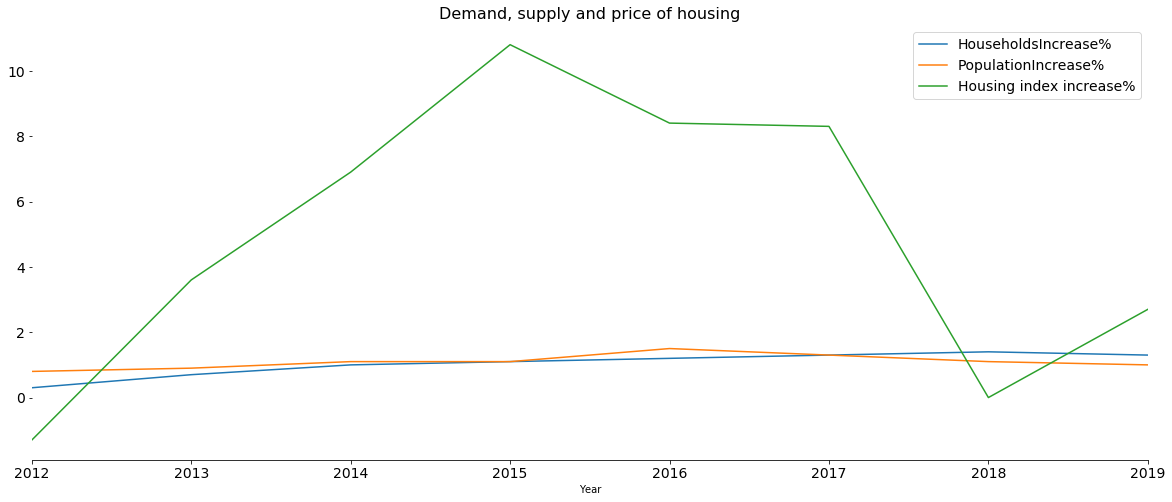 Demand, supply and price of housing
HouseholdsIncrease%
PopulationIncrease%
Housing index increase%
10
8
6
4
2
0
2012 2013 2014 2015 2016 2017 2018 2019
Year